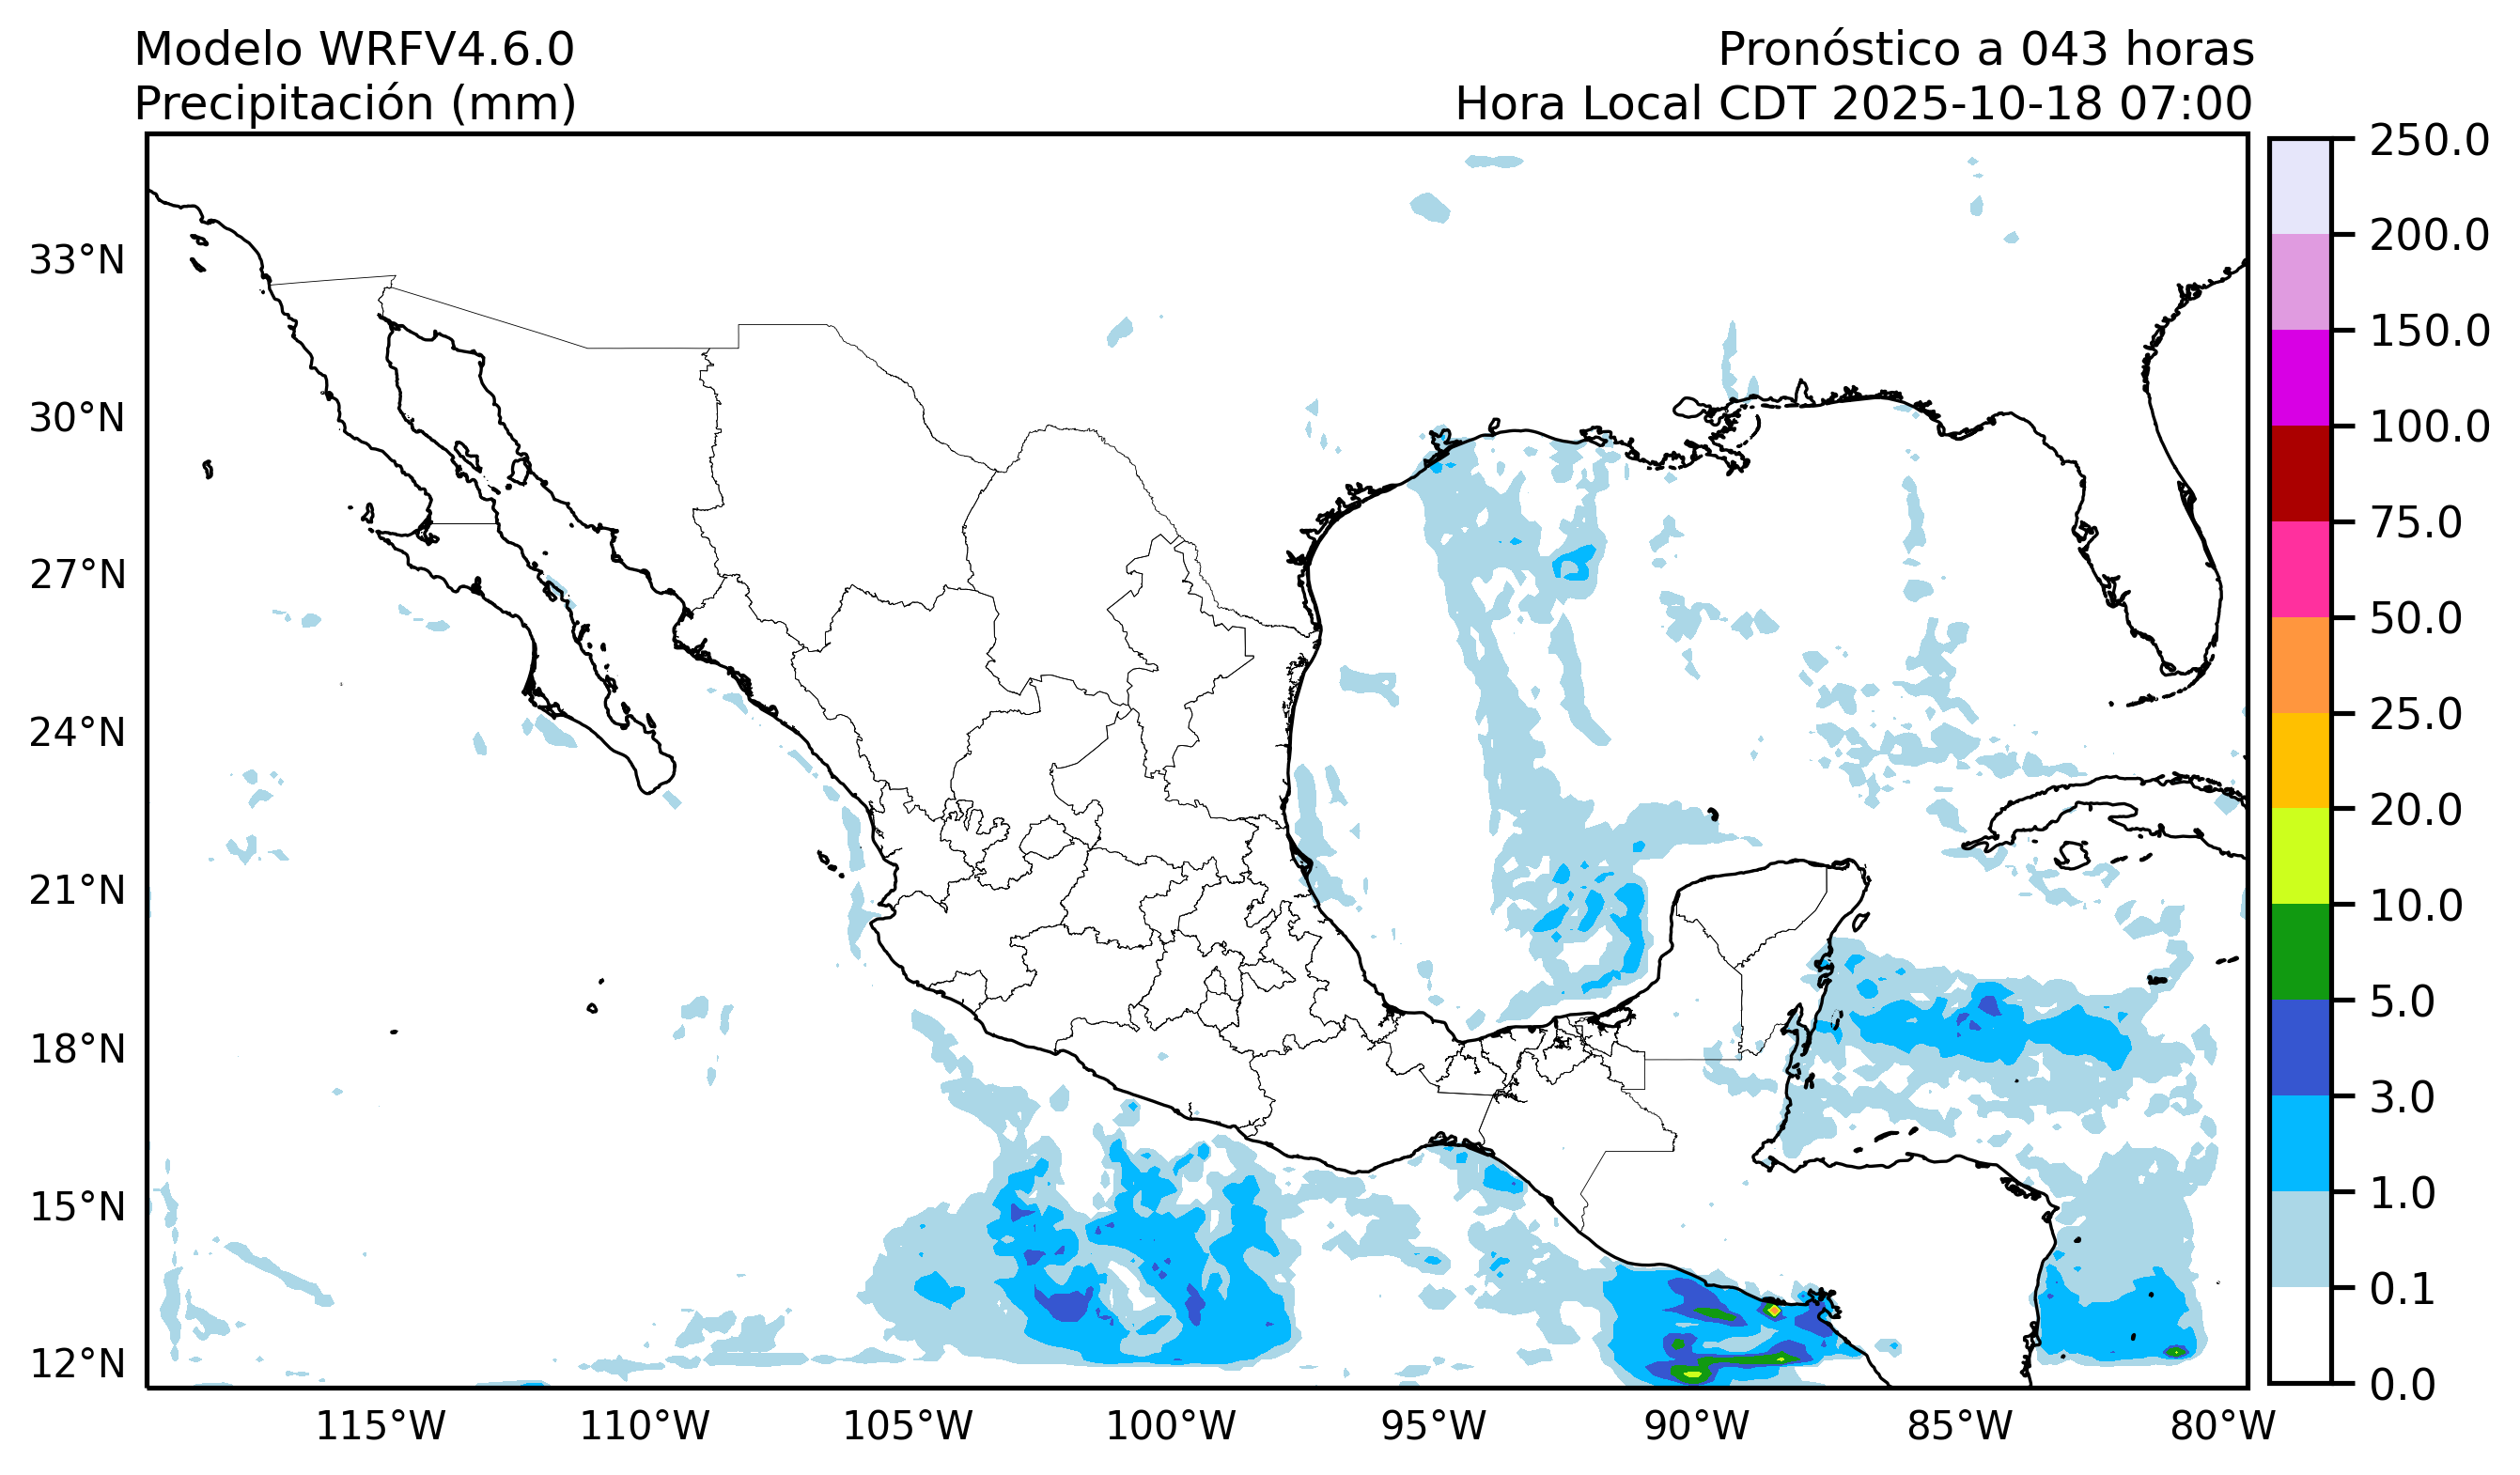 Modelo WRFV4.6.0
Pronóstico a 043 horas
Precipitación (mm)
Hora Local CDT 2025-10-18 07:00
250.0
200.0
150.0
100.0
75.0
50.0
25.0
20.0
10.0
5.0
3.0
1.0
0.1
0.0
33°N
30°N
27°N
24°N
21°N
18°N
15°N
12°N
115°W
110°W
105°W
100°W
95°W
90°W
85°W
80°W